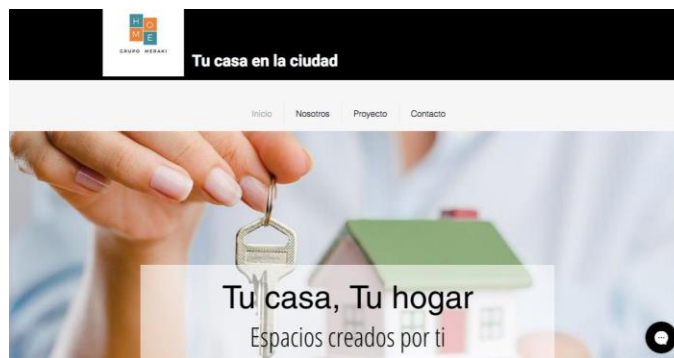 H O
M E
GRUPO MERAKI
Tu casa en la ciudad
Inicio Nosotros Proyecto Contacto
Tu casa, Tu hogar
Espacios creados por ti